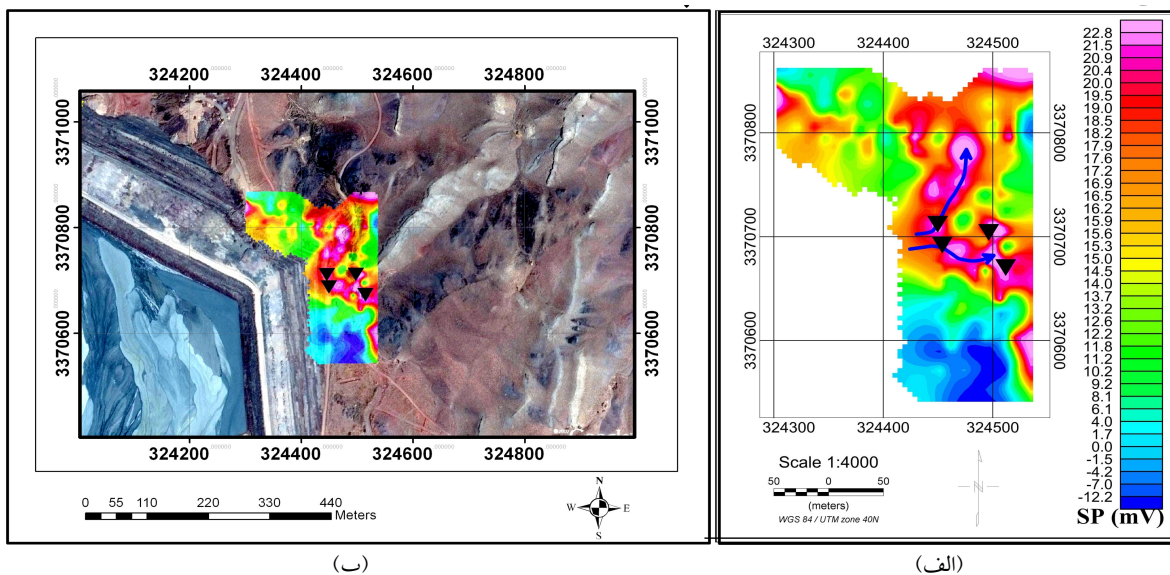 324200 324400 324600 324800
3371000
3370800
3370600
3371000
3370800
3370600
324200 324400 324600 324800
0 55 110 220 330 440
Meters
N
W E
S
(ب)
324300 324400 324500
3370800
3370700
3370600
3370800
3370700
3370600
324300 324400 324500
Scale 1:4000
50 0 50
(meters)
WGS 84 / UTM zone 40N
N
22.8
21.5
20.9
20.4
20.0
19.5
19.0
18.5
18.2
17.9
17.6
17.2
16.9
16.5
16.2
15.9
15.6
15.3
15.0
14.5
14.0
13.7
13.2
12.6
12.2
11.8
11.2
10.2
9.2
8.1
6.1
4.0
1.7
0.0
-1.5
-4.2
-7.0
-12.2
SP (mV)
(الف)